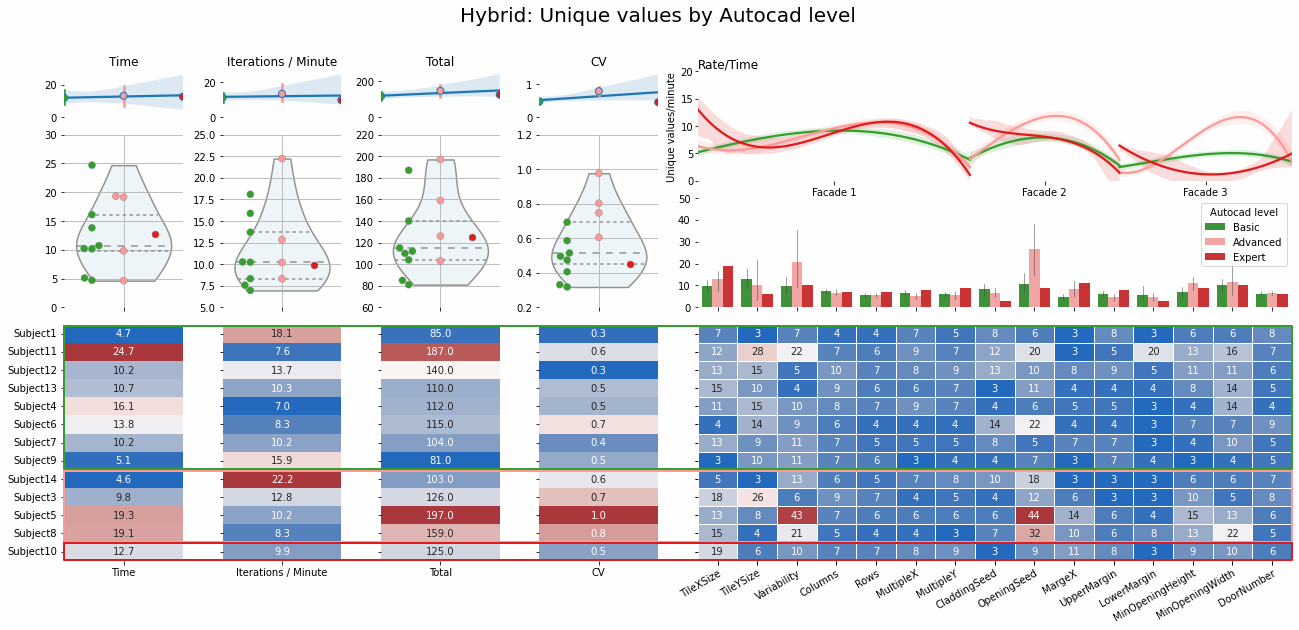 Hybrid: Unique values by Autocad level
Time
Iterations / Minute
Total
CV
Rate/Time
20
0
20
0
200
0
1
0
Unique values/minute
20
15
10
5
0
Facade 1
Facade 2
Facade 3
30
25
20
15
10
5
0
25.0
22.5
20.0
17.5
15.0
12.5
10.0
7.5
5.0
220
200
180
160
140
120
100
80
60
1.2
1.0
0.8
0.6
0.4
0.2
50
40
30
20
10
0
Autocad level
Basic
Advanced
Expert
Subject1 4.7 18.1 85.0 0.3 7 3 7 4 4 7 5 8 6 3 8 3 6 6 8
Subject11 24.7 7.6 187.0 0.6 12 28 22 7 6 9 7 12 20 3 5 20 13 16 7
Subject12 10.2 13.7 140.0 0.3 13 15 5 10 7 8 9 13 10 8 9 5 11 11 6
Subject13 10.7 10.3 110.0 0.5 15 10 4 9 6 6 7 3 11 4 4 4 8 14 5
Subject4 16.1 7.0 112.0 0.5 11 15 10 8 7 9 7 4 6 5 5 3 4 14 4
Subject6 13.8 8.3 115.0 0.7 4 14 9 6 4 4 4 14 22 4 4 3 7 7 9
Subject7 10.2 10.2 104.0 0.4 13 9 11 7 5 5 5 8 5 7 7 3 4 10 5
Subject9 5.1 15.9 81.0 0.5 3 10 11 7 6 3 4 4 7 3 7 4 3 4 5
Subject14 4.6 22.2 103.0 0.6 5 3 13 6 5 7 8 10 18 3 3 3 6 6 7
Subject3 9.8 12.8 126.0 0.7 18 26 6 9 7 4 5 4 12 6 3 3 10 5 8
Subject5 19.3 10.2 197.0 1.0 13 8 43 7 6 6 6 6 44 14 6 4 15 13 6
Subject8 19.1 8.3 159.0 0.8 15 4 21 5 4 4 3 7 32 10 6 8 13 22 5
Subject10 12.7 9.9 125.0 0.5 19 6 10 7 7 8 9 3 9 11 8 3 9 10 6
Time
Iterations / Minute
Total
CV
TileXSize
TileYSize
Variability
Columns
Rows
MultipleX
MultipleY
CladdingSeed
OpeningSeed
MargeX
UpperMargin
LowerMargin
MinOpeningHeight
MinOpeningWidth
DoorNumber